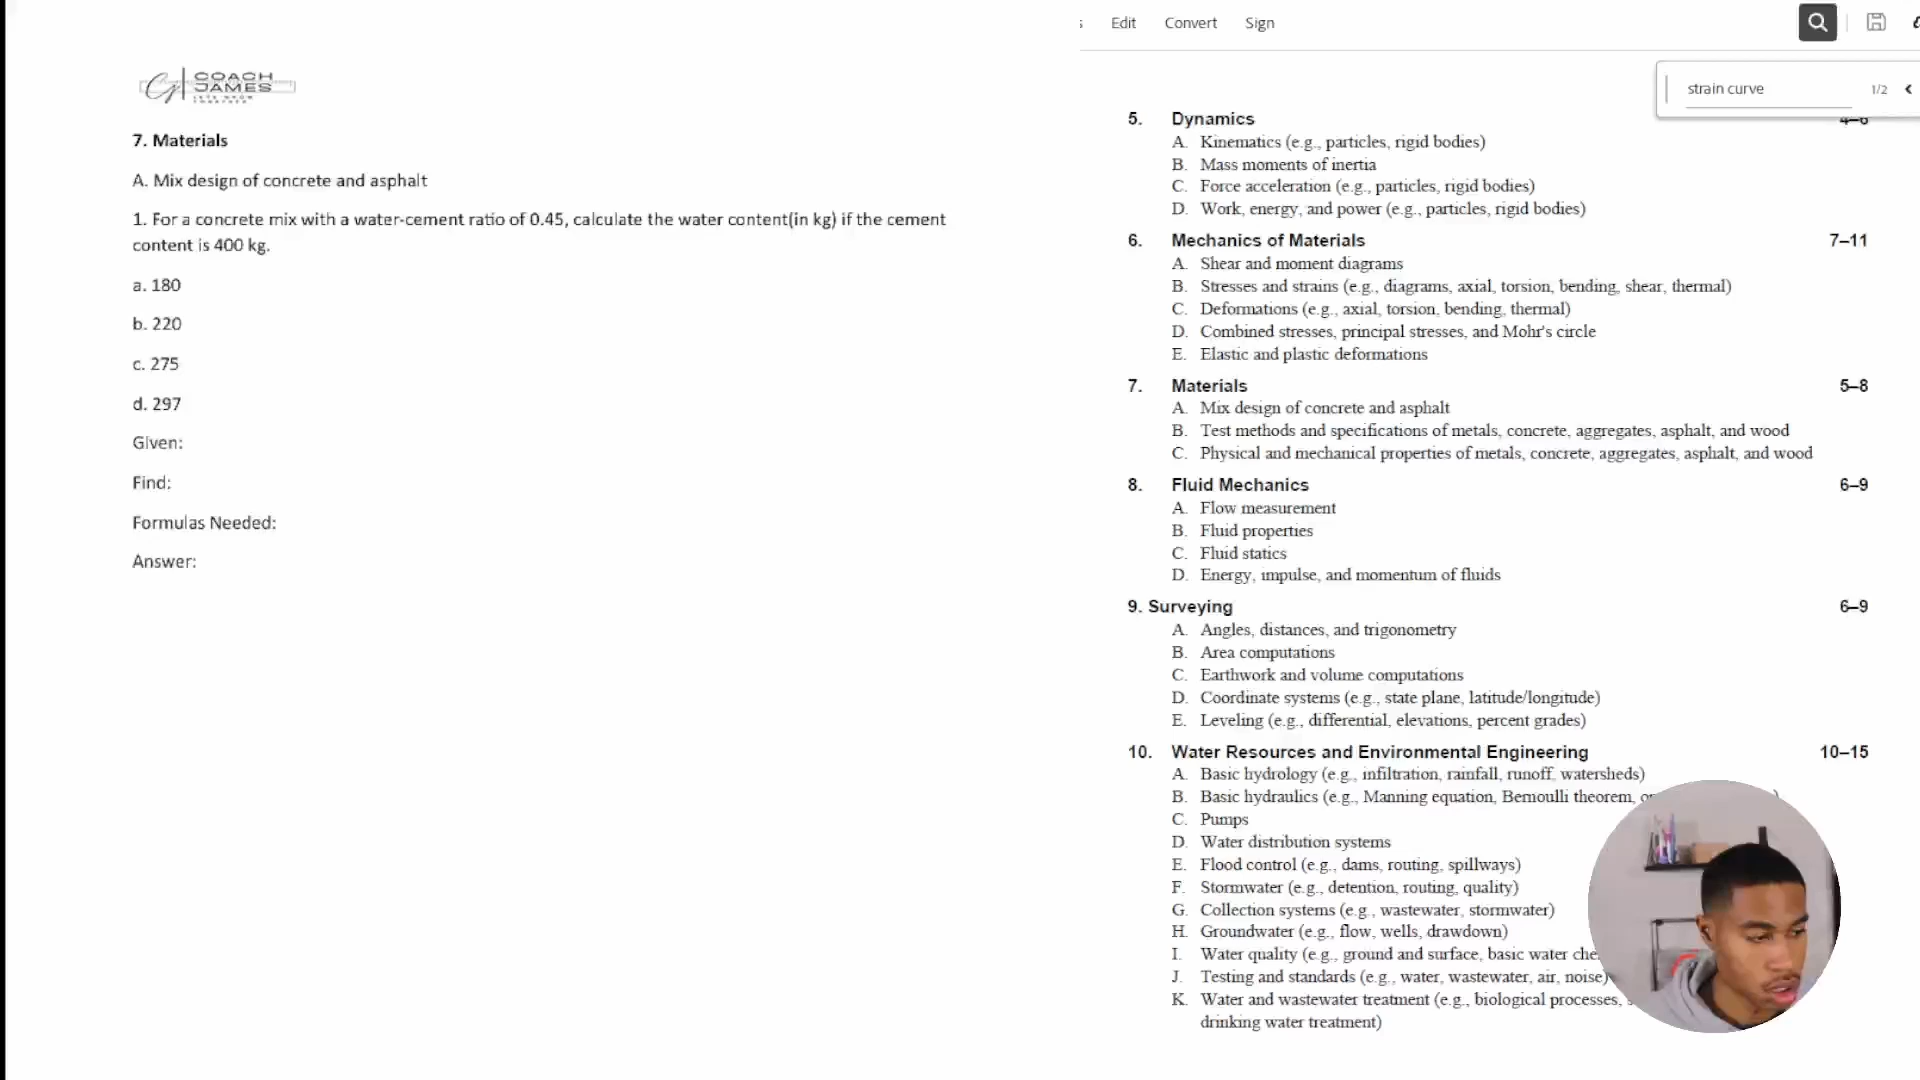 COACH
JAMES
7. Materials
A. Mix design of concrete and asphalt
1. For a concrete mix with a water-cement ratio of 0.45, calculate the water content(in kg) if the cement
content is 400 kg.
a. 180
b. 220
c. 275
d. 297
Given:
Find:
Formulas Needed:
Answer:
Edit Convert Sign
strain curve 1/2
5. Dynamics 4–6
A. Kinematics (e.g., particles, rigid bodies)
B. Mass moments of inertia
C. Force acceleration (e.g., particles, rigid bodies)
D. Work, energy, and power (e.g., particles, rigid bodies)
6. Mechanics of Materials 7–11
A. Shear and moment diagrams
B. Stresses and strains (e.g., diagrams, axial, torsion, bending, shear, thermal)
C. Deformations (e.g., axial, torsion, bending, thermal)
D. Combined stresses, principal stresses, and Mohr's circle
E. Elastic and plastic deformations
7. Materials 5–8
A. Mix design of concrete and asphalt
B. Test methods and specifications of metals, concrete, aggregates, asphalt, and wood
C. Physical and mechanical properties of metals, concrete, aggregates, asphalt, and wood
8. Fluid Mechanics 6–9
A. Flow measurement
B. Fluid properties
C. Fluid statics
D. Energy, impulse, and momentum of fluids
9. Surveying 6–9
A. Angles, distances, and trigonometry
B. Area computations
C. Earthwork and volume computations
D. Coordinate systems (e.g., state plane, latitude/longitude)
E. Leveling (e.g., differential, elevations, percent grades)
10. Water Resources and Environmental Engineering 10–15
A. Basic hydrology (e.g., infiltration, rainfall, runoff, watersheds)
B. Basic hydraulics (e.g., Manning equation, Bernoulli theorem,
C. Pumps
D. Water distribution systems
E. Flood control (e.g., dams, routing, spillways)
F. Stormwater (e.g., detention, routing, quality)
G. Collection systems (e.g., wastewater, stormwater)
H. Groundwater (e.g., flow, wells, drawdown)
I. Water quality (e.g., ground and surface, basic water
J. Testing and standards (e.g., water, wastewater, air, noise)
K. Water and wastewater treatment (e.g., biological processes,
drinking water treatment)